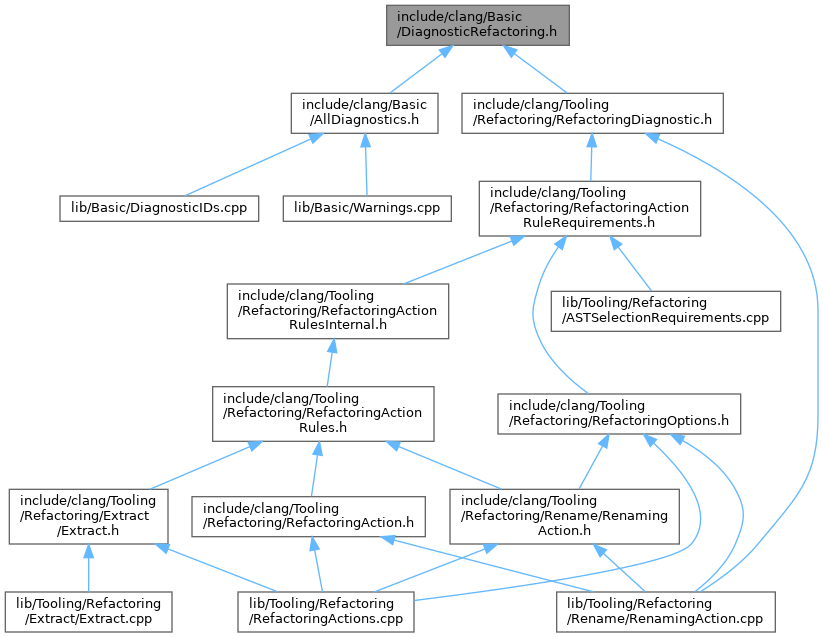 include/clang/Basic
/DiagnosticRefactoring.h
include/clang/Basic
/AllDiagnostics.h
include/clang/Tooling
/Refactoring/RefactoringDiagnostic.h
lib/Basic/DiagnosticIDs.cpp
lib/Basic/Warnings.cpp
include/clang/Tooling
/Refactoring/RefactoringAction
RuleRequirements.h
include/clang/Tooling
/Refactoring/RefactoringAction
RulesInternal.h
lib/Tooling/Refactoring
/ASTSelectionRequirements.cpp
include/clang/Tooling
/Refactoring/RefactoringAction
Rules.h
include/clang/Tooling
/Refactoring/RefactoringOptions.h
include/clang/Tooling
/Refactoring/Extract
/Extract.h
include/clang/Tooling
/Refactoring/RefactoringAction.h
include/clang/Tooling
/Refactoring/Rename/Renaming
Action.h
lib/Tooling/Refactoring
/Extract/Extract.cpp
lib/Tooling/Refactoring
/RefactoringActions.cpp
lib/Tooling/Refactoring
/Rename/RenamingAction.cpp